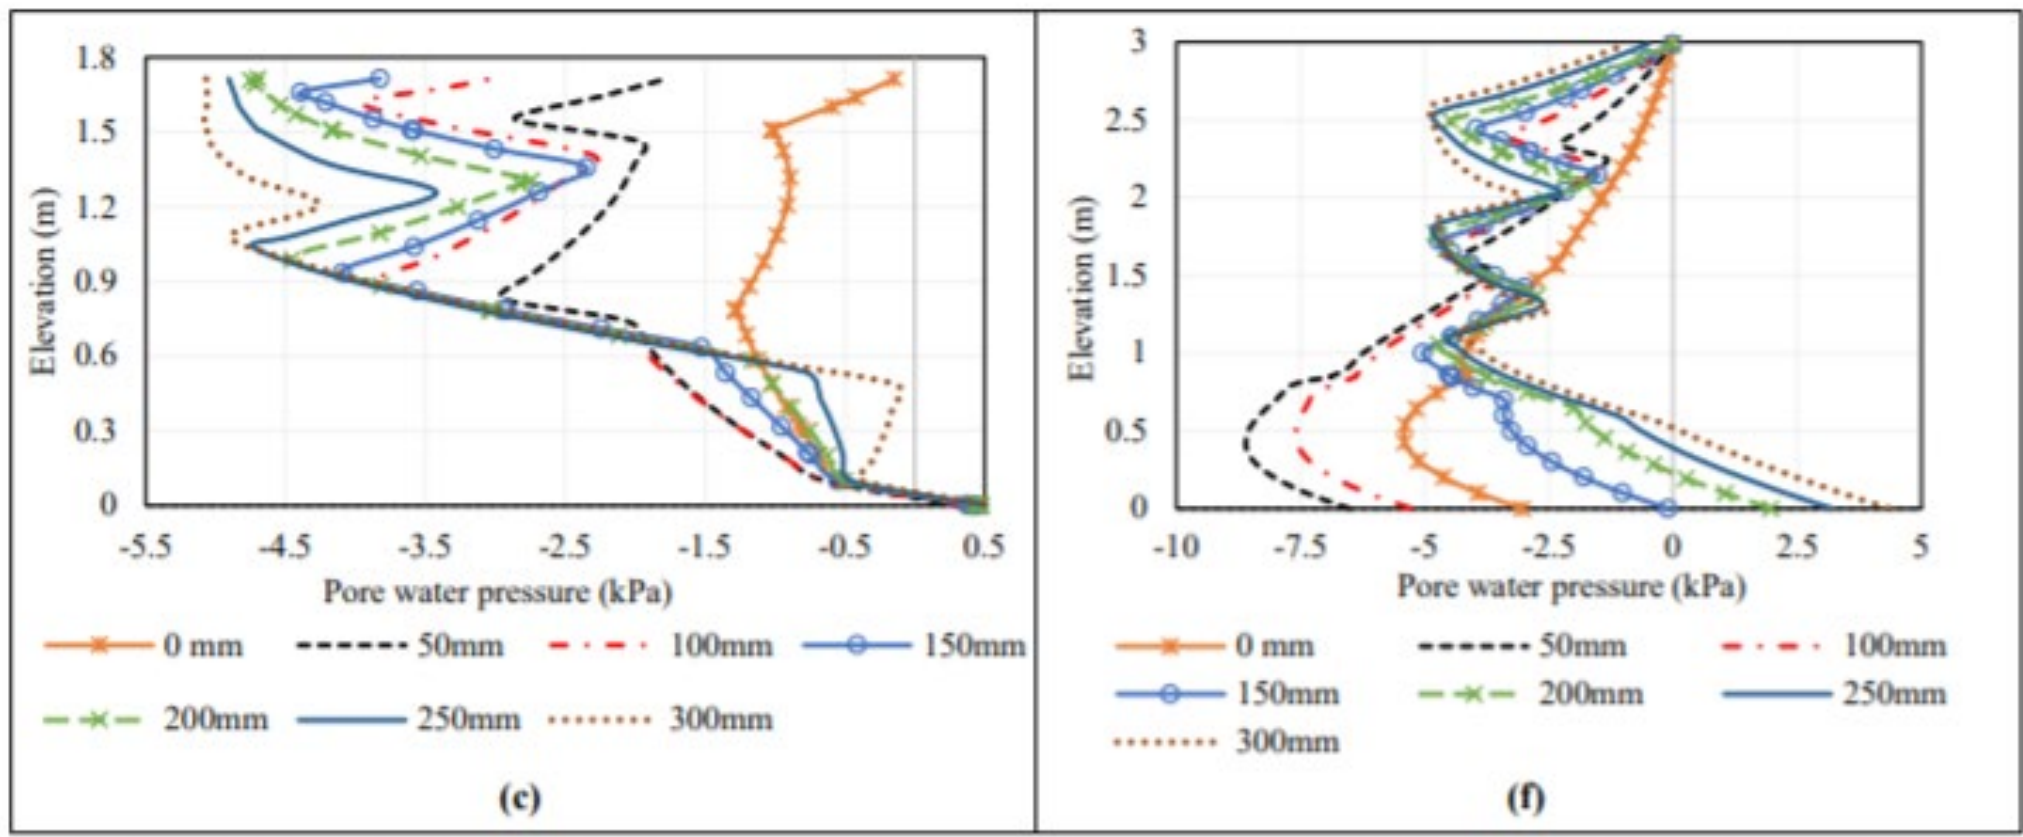 1.8
1.5
1.2
0.9
0.6
0.3
0
Elevation (m)
-5.5 -4.5 -3.5 -2.5 -1.5 -0.5 0.5
Pore water pressure (kPa)
0 mm 50mm 100mm 150mm
200mm 250mm 300mm
(c)
3
2.5
2
1.5
1
0.5
0
Elevation (m)
-10 -7.5 -5 -2.5 0 2.5 5
Pore water pressure (kPa)
0 mm 50mm 100mm
150mm 200mm 250mm
300mm
(f)